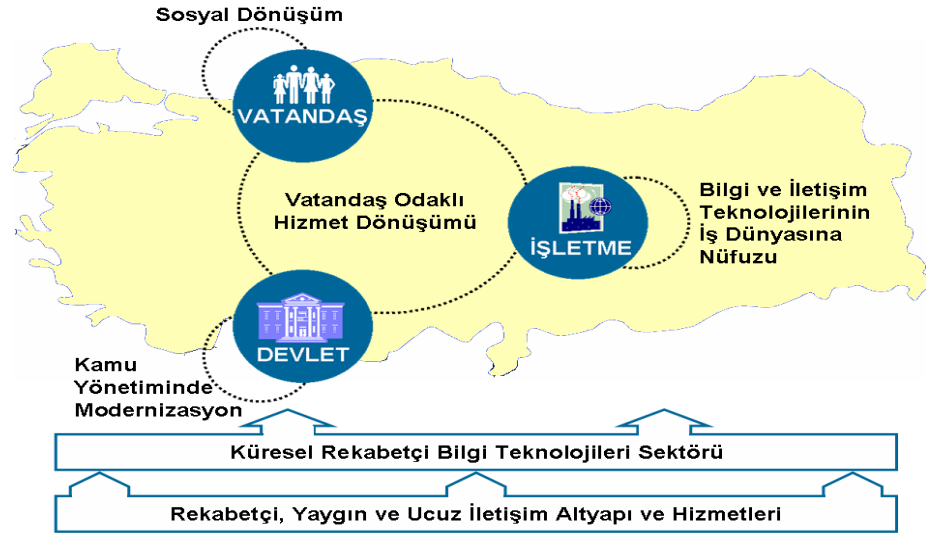 Sosyal Dönüşüm
VATANDAŞ
Vatandaş Odaklı
Hizmet Dönüşümü
İŞLETME
Bilgi ve İletişim
Teknolojilerinin
İş Dünyasına
Nüfuzu
DEVLET
Kamu
Yönetiminde
Modernizasyon
Küresel Rekabetçi Bilgi Teknolojileri Sektörü
Rekabetçi, Yaygın ve Ucuz İletişim Altyapı ve Hizmetleri